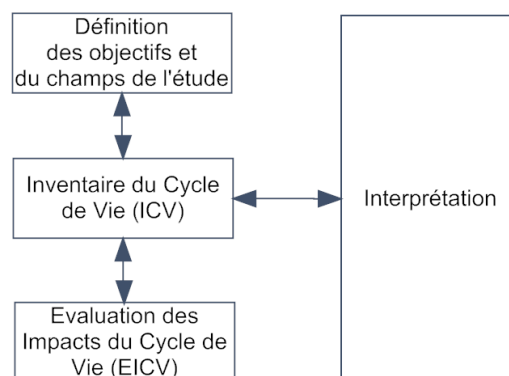 Définition
des objectifs et
du champs de l'étude
Inventaire du Cycle
de Vie (ICV)
Interprétation
Evaluation des
Impacts du Cycle de
Vie (EICV)